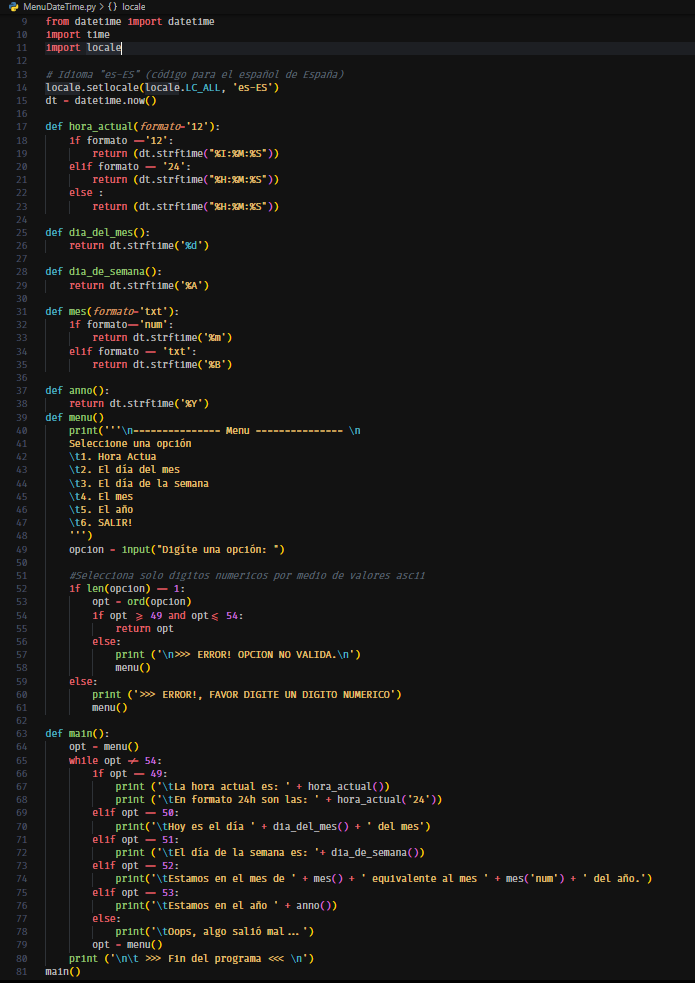 MenuDateTime.py > {} locale
9 from datetime import datetime
10 import time
11 import locale
12
13 # Idioma "es-ES" (código para el español de España)
14 locale.setlocale(locale.LC_ALL, 'es-ES')
15 dt = datetime.now()
16
17 def hora_actual(formato='12'):
18     if formato =='12':
19         return (dt.strftime("%I:%M:%S"))
20     elif formato == '24':
21         return (dt.strftime("%H:%M:%S"))
22     else :
23         return (dt.strftime("%H:%M:%S"))
24
25 def dia_del_mes():
26     return dt.strftime('%d')
27
28 def dia_de_semana():
29     return dt.strftime('%A')
30
31 def mes(formato='txt'):
32     if formato=='num':
33         return dt.strftime('%m')
34     elif formato == 'txt':
35         return dt.strftime('%B')
36
37 def anno():
38     return dt.strftime('%Y')
39 def menu()
40     print('''\n--------------- Menu --------------- \n
41     Seleccione una opción
42     \t1. Hora Actua
43     \t2. El día del mes
44     \t3. El día de la semana
45     \t4. El mes
46     \t5. El año
47     \t6. SALIR!
48     ''')
49     opcion = input("Digite una opción: ")
50
51     #Selecciona solo digitos numericos por medio de valores ascii
52     if len(opcion) == 1:
53         opt = ord(opcion)
54         if opt >= 49 and opt<= 54:
55             return opt
56         else:
57             print ('\n>>> ERROR! OPCION NO VALIDA.\n')
58             menu()
59     else:
60         print ('>>> ERROR!, FAVOR DIGITE UN DIGITO NUMERICO')
61         menu()
62
63 def main():
64     opt = menu()
65     while opt != 54:
66         if opt == 49:
67             print ('\tLa hora actual es: ' + hora_actual())
68             print ('\tEn formato 24h son las: ' + hora_actual('24'))
69         elif opt == 50:
70             print('\tHoy es el día ' + dia_del_mes() + ' del mes')
71         elif opt == 51:
72             print ('\tEl día de la semana es: '+ dia_de_semana())
73         elif opt == 52:
74             print('\tEstamos en el mes de ' + mes() + ' equivalente al mes ' + mes('num') + ' del año.')
75         elif opt == 53:
76             print('\tEstamos en el año ' + anno())
77         else:
78             print('\tOops, algo salió mal...')
79         opt = menu()
80     print ('\n\t >>> Fin del programa <<< \n')
81 main()